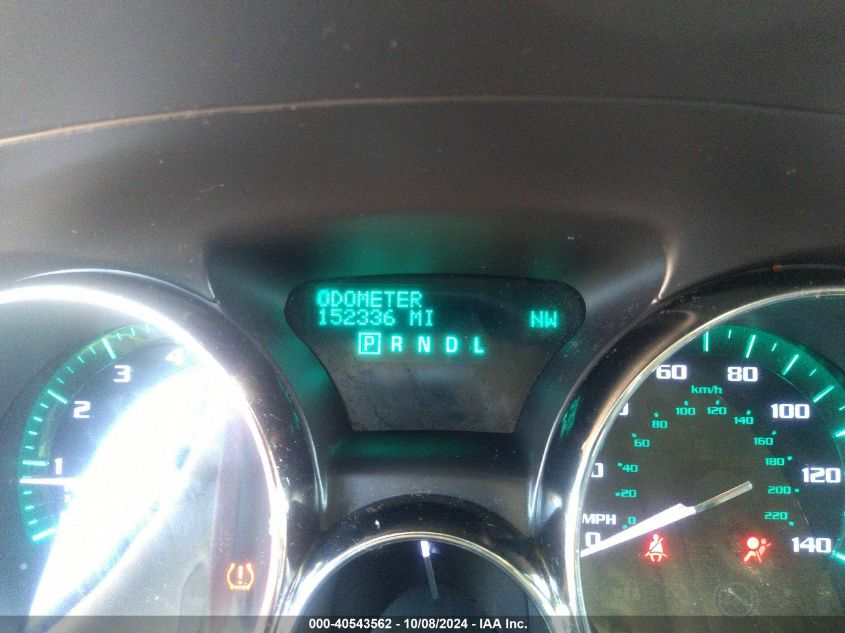 ODOMETER
152336 MI NW
P R N D L
1 2 3 4
60 80 100 120 140
km/h
0 20 40 60 80 100 120 140 160 180 200 220
MPH
0
000-40543562 - 10/08/2024 - IAA Inc.